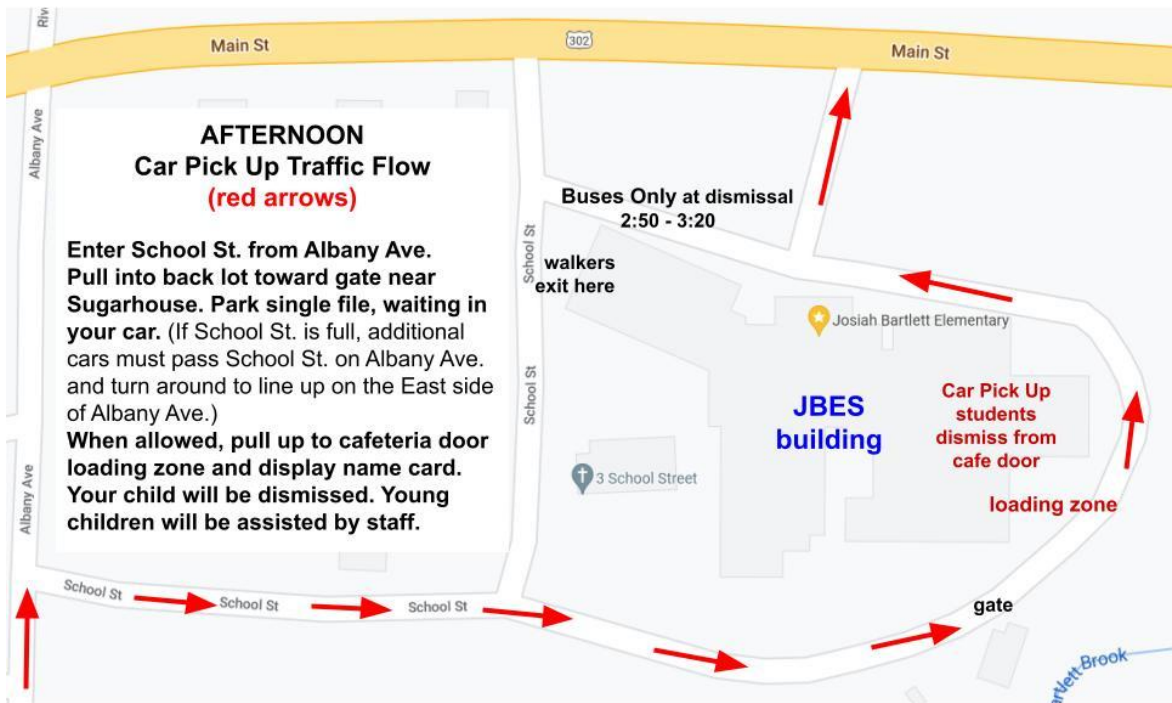 Riv
Main St
302
Main St
Albany Ave
AFTERNOON
Car Pick Up Traffic Flow
(red arrows)
Enter School St. from Albany Ave.
Pull into back lot toward gate near
Sugarhouse. Park single file, waiting in
your car. (If School St. is full, additional
cars must pass School St. on Albany Ave.
and turn around to line up on the East side
of Albany Ave.)
When allowed, pull up to cafeteria door
loading zone and display name card.
Your child will be dismissed. Young
children will be assisted by staff.
Buses Only at dismissal
2:50 - 3:20
School St
walkers
exit here
Josiah Bartlett Elementary
School St
JBES
building
Car Pick Up
students
dismiss from
cafe door
3 School Street
loading zone
Albany Ave
School St
School St
School St
gate
rtlett Brook